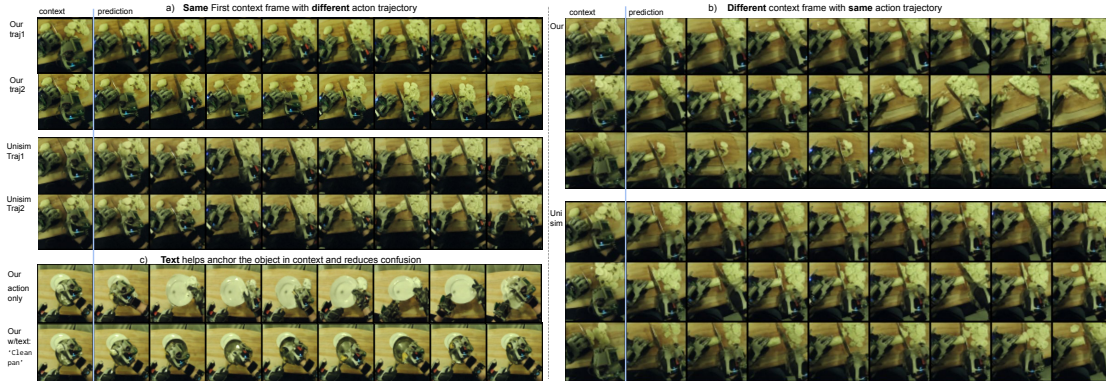 a) Same First context frame with different acton trajectory
context prediction
Our
traj1
Our
traj2
Unisim
Traj1
Unisim
Traj2
c) Text helps anchor the object in context and reduces confusion
context prediction
Our
action
only
Our
w/text:
'Clean
pan'
b) Different context frame with same action trajectory
context prediction
Our
Uni
sim